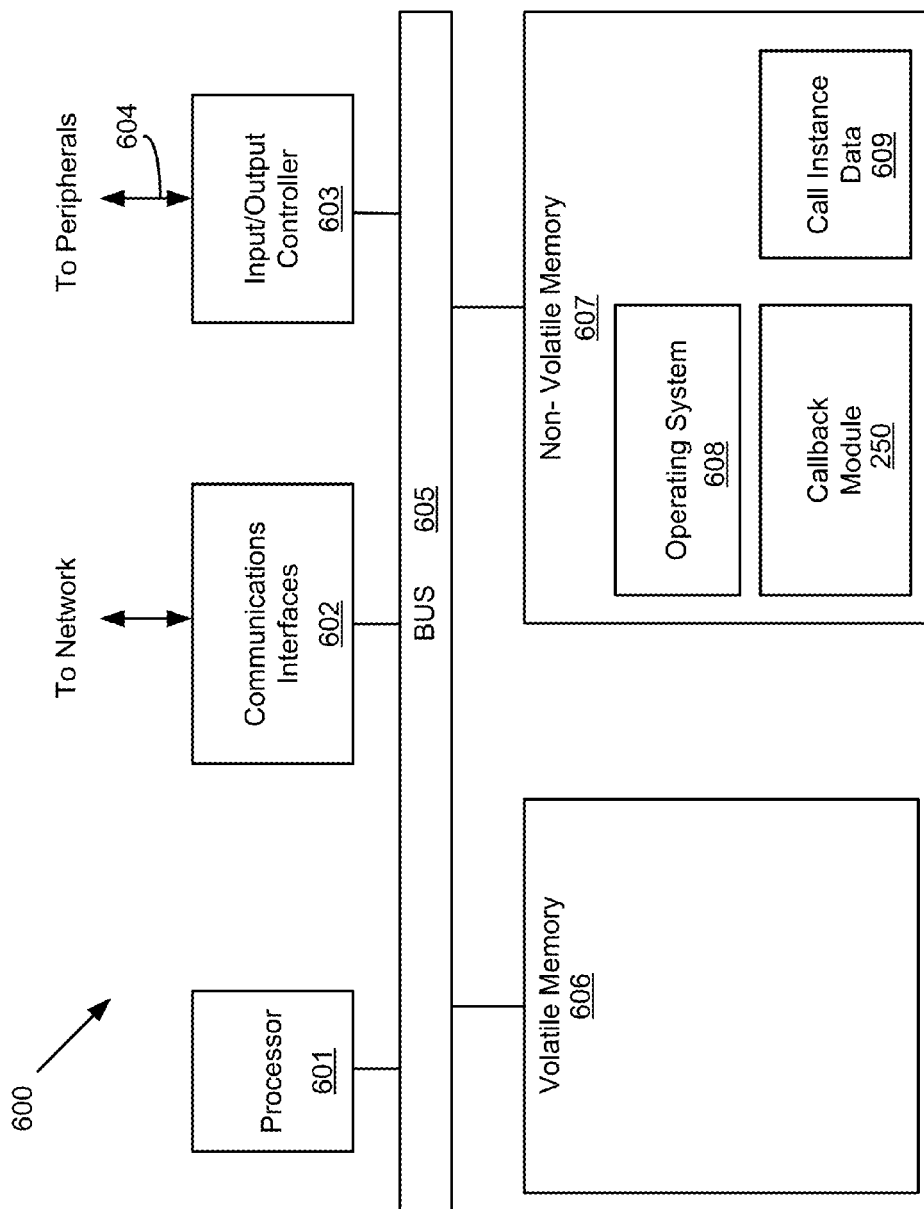 600
To Network
To Peripherals
604
Processor
601
Communications
Interfaces
602
Input/Output
Controller
603
BUS
605
Volatile Memory
606
Non- Volatile Memory
607
Operating System
608
Callback
Module
250
Call Instance
Data
609